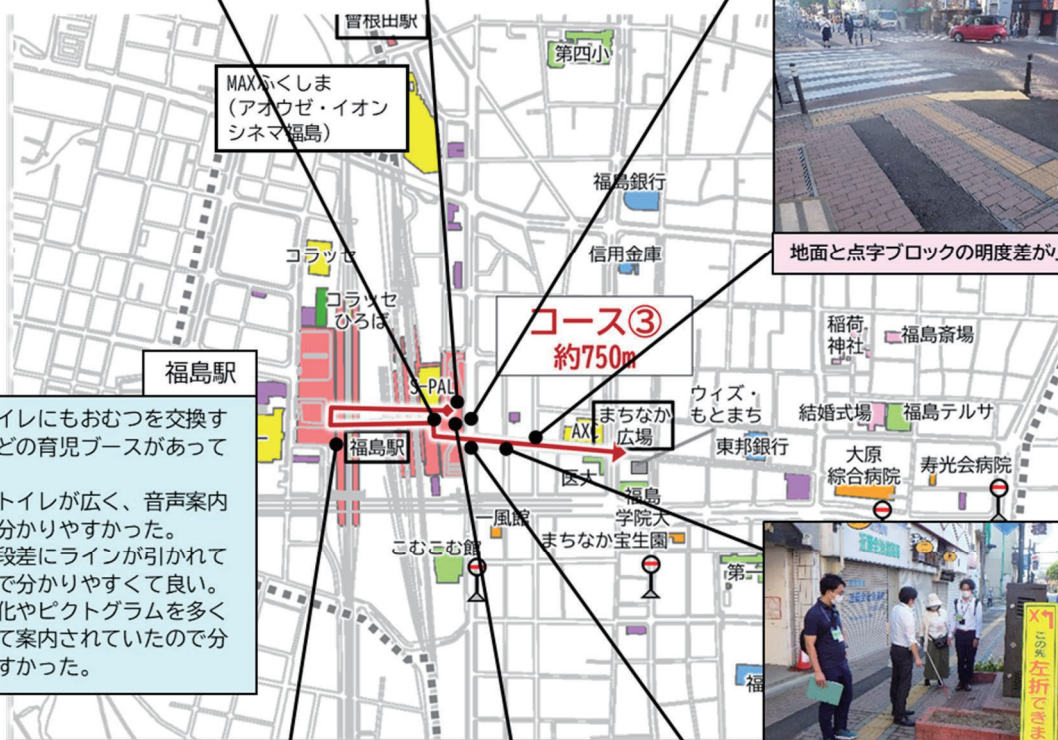 曽根田駅
第四小
MAXふくしま
（アオウゼ・イオン
シネマ福島）
福島銀行
地面と点字ブロックの明度差が
コラッセ
信用金庫
コラッセ
ひろば
コース③
約750m
稲荷
神社
福島斎場
福島駅
S-PAL
ウィズ・
もとまち
結婚式場
福島テルサ
イレにもおむつを交換す
どの育児ブースがあって
トイレが広く、音声案内
分かりやすかった。
段差にラインが引かれて
で分かりやすくて良い。
化やピクトグラムを多く
て案内されていたので分
すかった。
福島駅
AXC
まちなか
広場
東邦銀行
大原
綜合病院
寿光会病院
医大
福島
学院大
一風館
まちなか宝生園
こむこむ館
第一
福
この先
左折できま